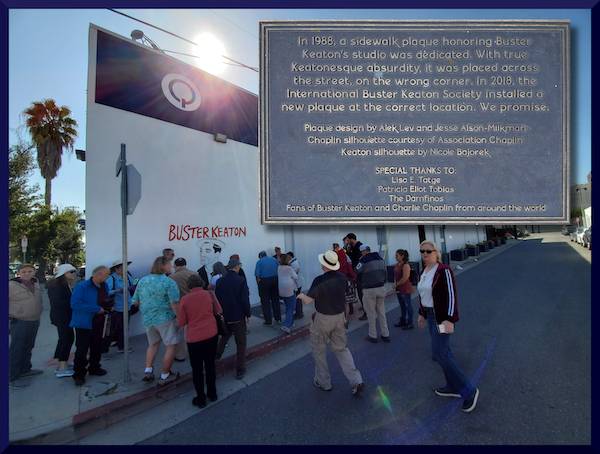 In 1988, a sidewalk plaque honoring Buster
Keaton's studio was dedicated. With true
Keatonesque absurdity, it was placed across
the street, on the wrong corner. In 2018, the
International Buster Keaton Society installed a
new plaque at the correct location. We promise.
Plaque design by Alek Lev and Jesse Alson-Milkman
Chaplin silhouette courtesy of Association Chaplin
Keaton silhouette by Nicole Bajorek
SPECIAL THANKS TO:
Lisa E. Tatge
Patricia Eliot Tobias
The Damfinos
Fans of Buster Keaton and Charlie Chaplin from around the world
BUSTER KEATON